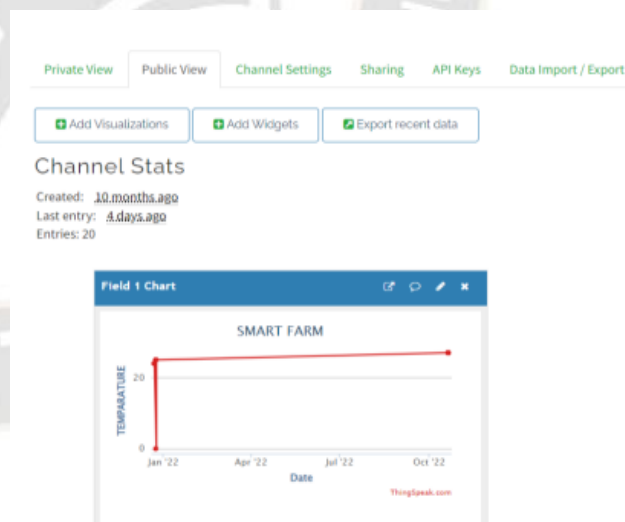 Private View Public View Channel Settings Sharing API Keys Data Import / Export
Add Visualizations Add Widgets Export recent data
Channel Stats
Created: 10 months ago
Last entry: 4 days ago
Entries: 20
Field 1 Chart
SMART FARM
TEMPARATURE
20
0
Jan '22 Apr '22 Jul '22 Oct '22
Date
ThingSpeak.com